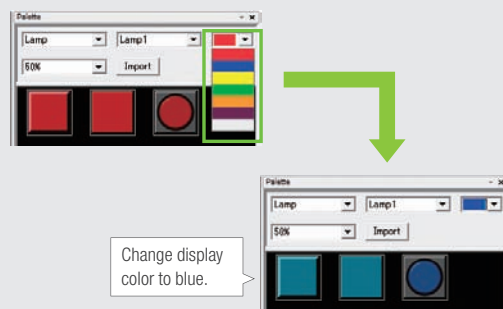 Palette
Lamp Lamp1
50% Import
Palette
Lamp Lamp1
50% Import
Change display
color to blue.